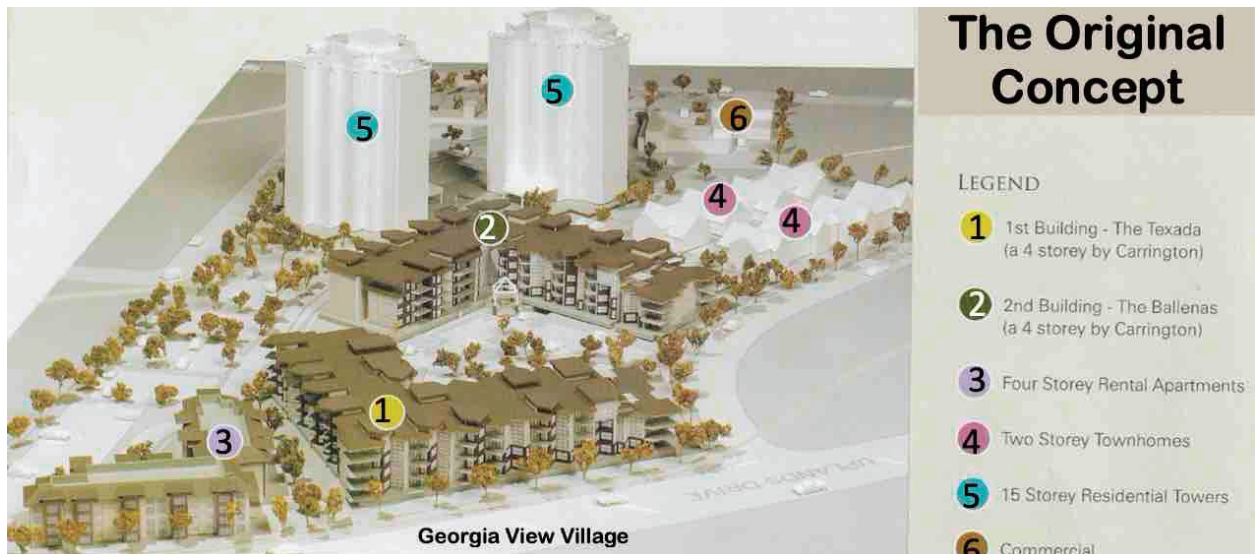 The Original
Concept
LEGEND
1 1st Building - The Texada
(a 4 storey by Carrington)
2 2nd Building - The Ballenas
(a 4 storey by Carrington)
3 Four Storey Rental Apartments
4 Two Storey Townhomes
5 15 Storey Residential Towers
6 Commercial
5
5
6
4
4
2
1
3
UPLANDS DRIVE
Georgia View Village